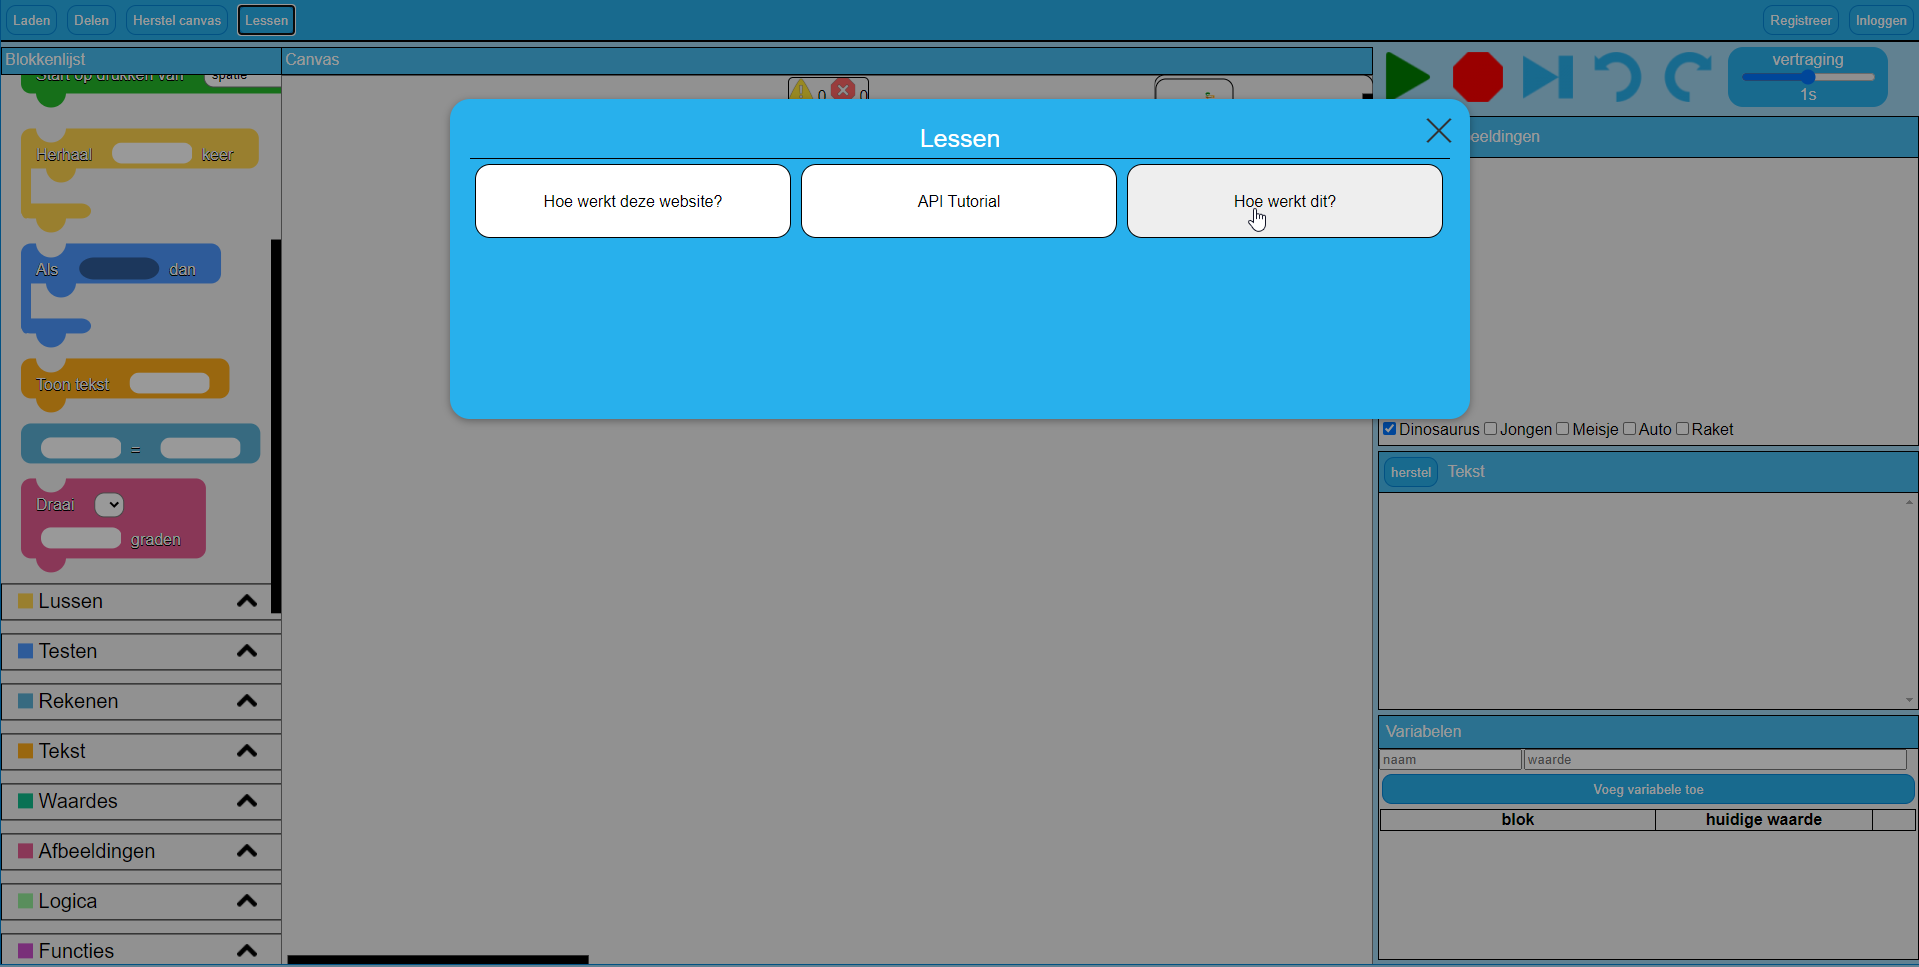 Laden Delen Herstel canvas Lessen Registreer Inloggen
Blokkenlijst Canvas
vertraging
1s
Start op drukken van spatie
0 0
eeldingen
Lessen
Hoe werkt deze website? API Tutorial Hoe werkt dit?
Herhaal keer
Als dan
Toon tekst
=
Draai
graden
Lussen
Testen
Rekenen
Tekst
Waardes
Afbeeldingen
Logica
Functies
Dinosaurus Jongen Meisje Auto Raket
herstel Tekst
Variabelen
naam waarde
Voeg variabele toe
blok huidige waarde